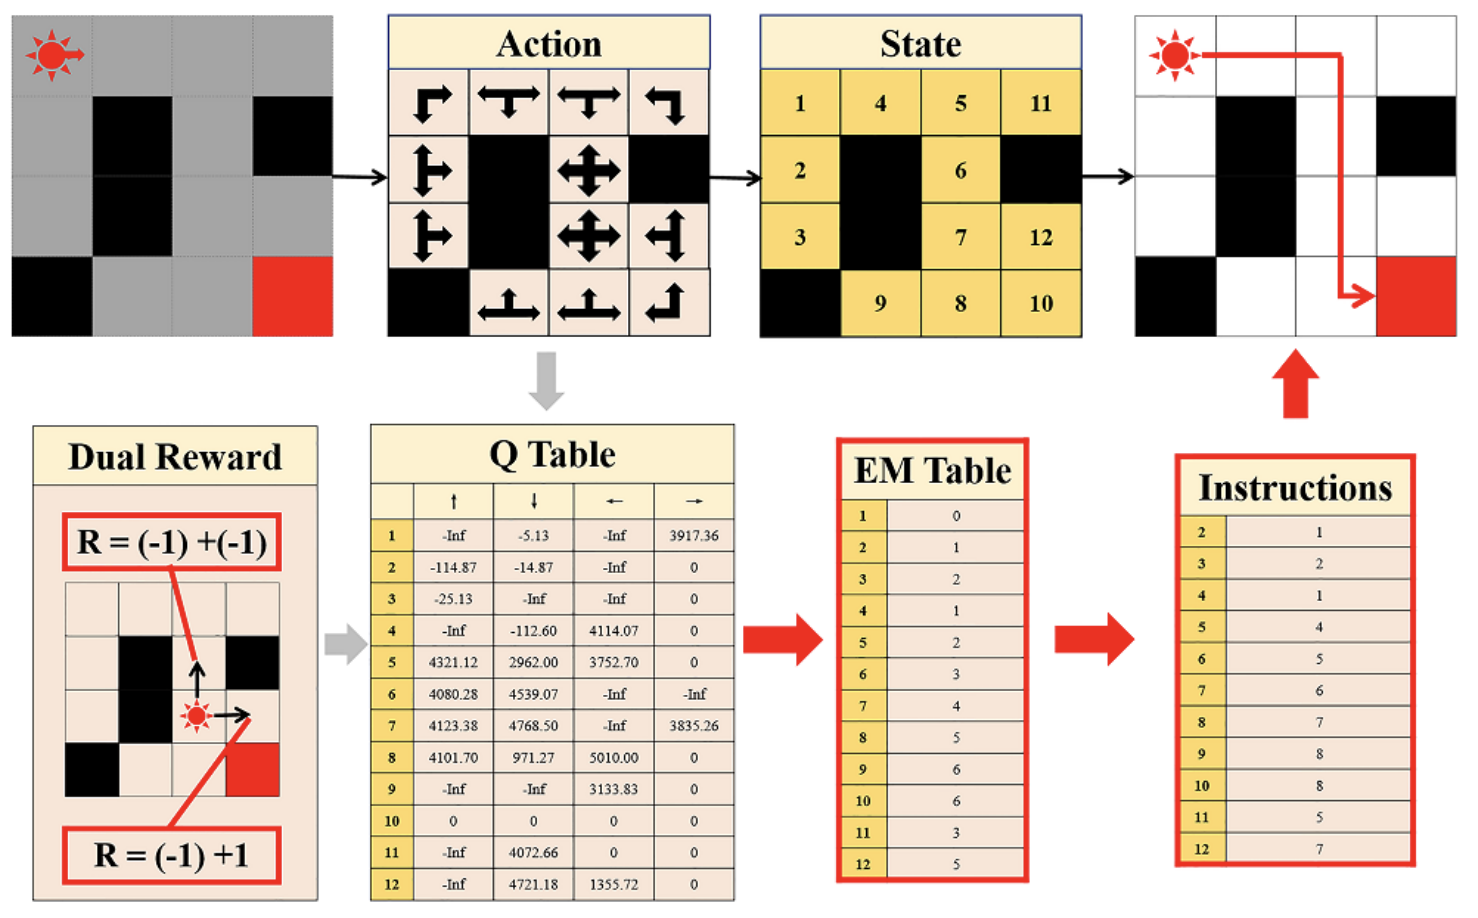 Action
State
1 4 5 11
2 6
3 7 12
9 8 10
Dual Reward
R = (-1) +(-1)
R = (-1) +1
Q Table
↑ ↓ ← →
1 -Inf -5.13 -Inf 3917.36
2 -114.87 -14.87 -Inf 0
3 -25.13 -Inf -Inf 0
4 -Inf -112.60 4114.07 0
5 4321.12 2962.00 3752.70 0
6 4080.28 4539.07 -Inf -Inf
7 4123.38 4768.50 -Inf 3835.26
8 4101.70 971.27 5010.00 0
9 -Inf -Inf 3133.83 0
10 0 0 0 0
11 -Inf 4072.66 0 0
12 -Inf 4721.18 1355.72 0
EM Table
1 0
2 1
3 2
4 1
5 2
6 3
7 4
8 5
9 6
10 6
11 3
12 5
Instructions
2 1
3 2
4 1
5 4
6 5
7 6
8 7
9 8
10 8
11 5
12 7